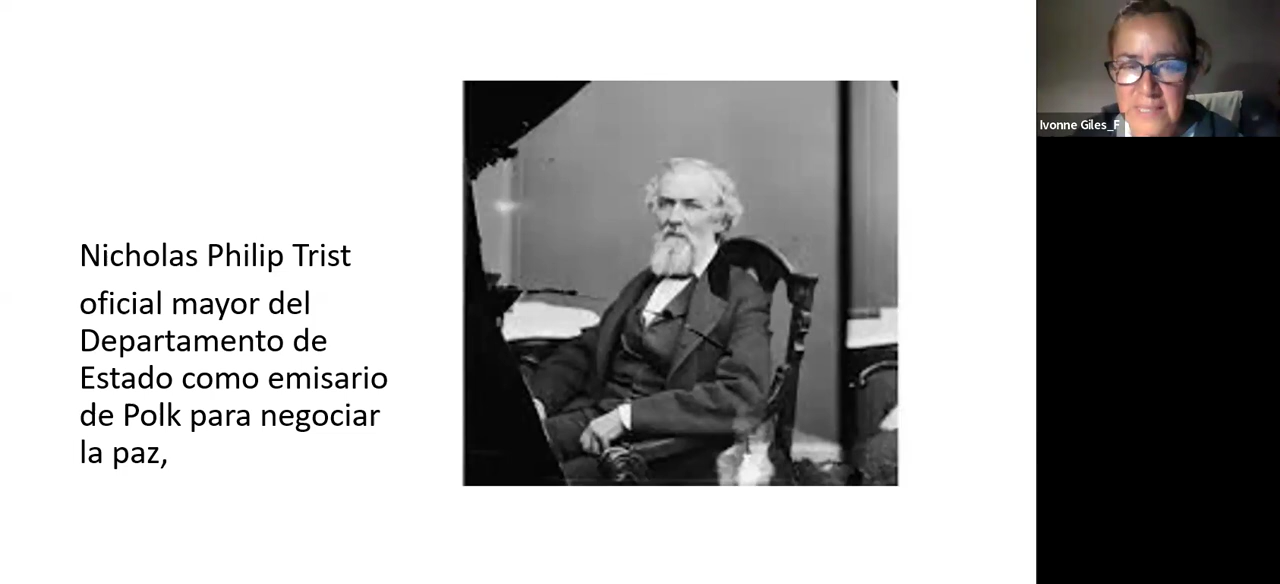 Nicholas Philip Trist
oficial mayor del
Departamento de
Estado como emisario
de Polk para negociar
la paz,
Ivonne Giles_F